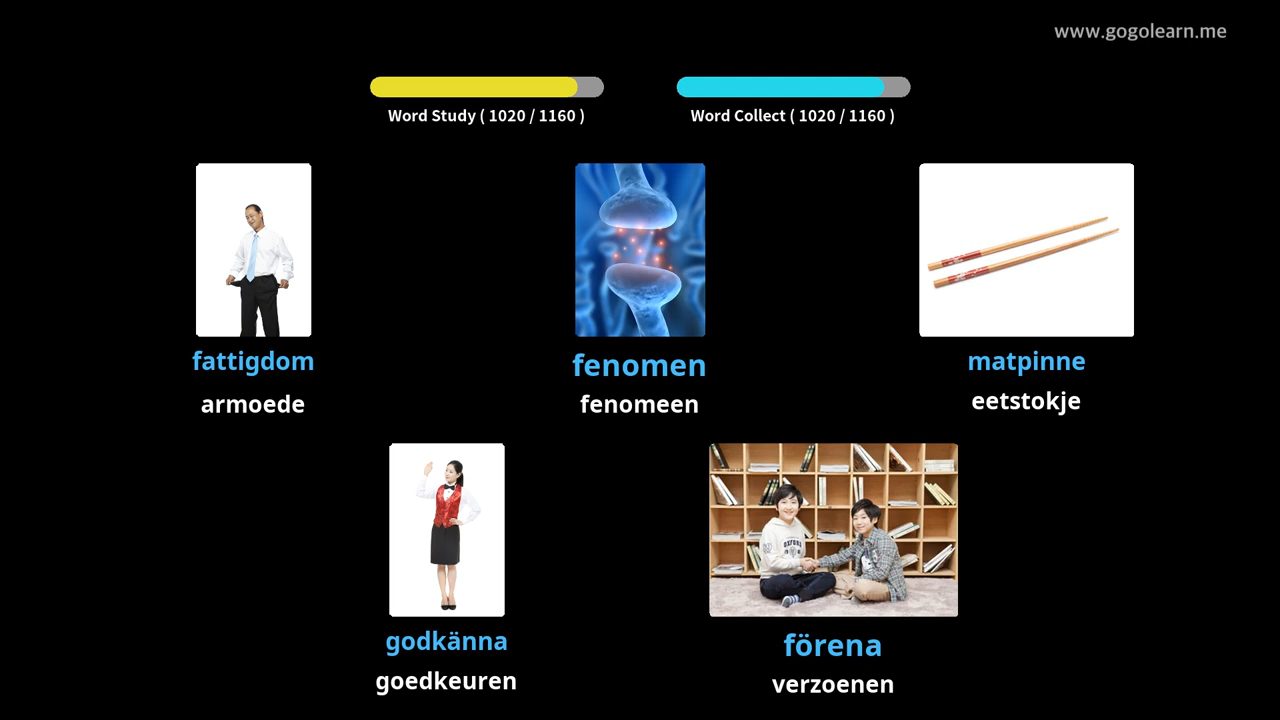 www.gogolearn.me
Word Study ( 1020 / 1160 )
Word Collect ( 1020 / 1160 )
fattigdom
armoede
fenomen
fenomeen
matpinne
eetstokje
OXFORD
godkänna
goedkeuren
förena
verzoenen